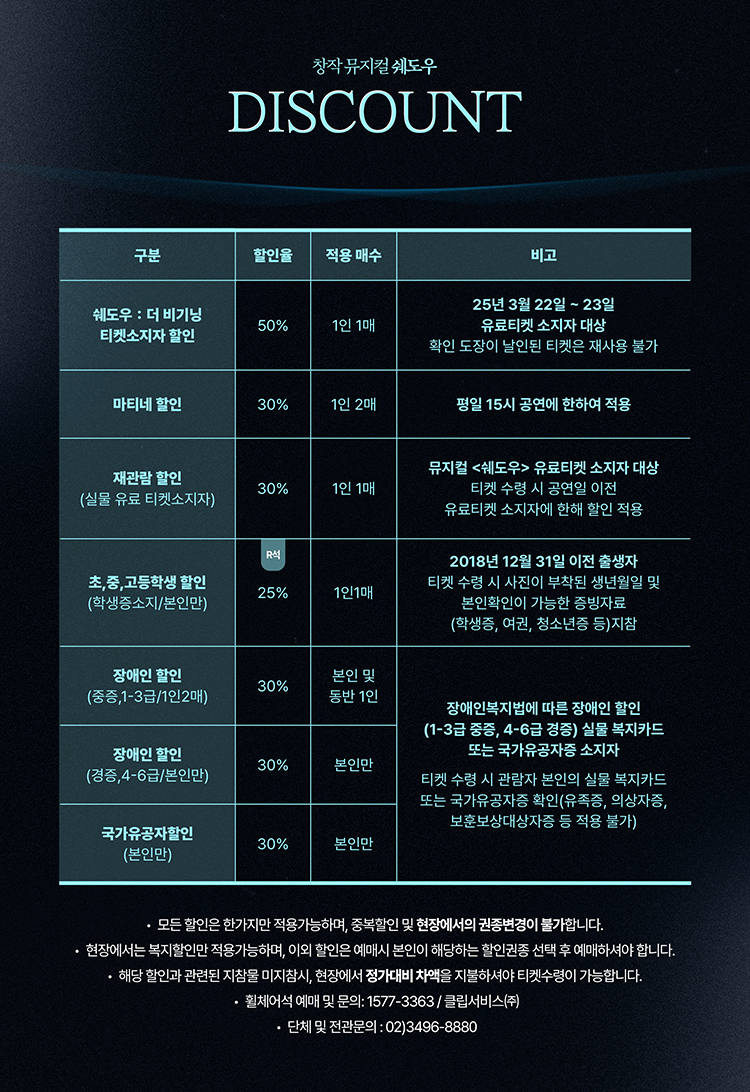 창작 뮤지컬 쉐도우
DISCOUNT
구분 할인율 적용 매수 비고
쉐도우 : 더 비기닝
티켓소지자 할인
50%
1인 1매
25년 3월 22일 ~ 23일
유료티켓 소지자 대상
확인 도장이 날인된 티켓은 재사용 불가
마티네 할인
30%
1인 2매
평일 15시 공연에 한하여 적용
재관람 할인
(실물 유료 티켓소지자)
30%
1인 1매
뮤지컬 <쉐도우> 유료티켓 소지자 대상
티켓 수령 시 공연일 이전
유료티켓 소지자에 한해 할인 적용
초,중,고등학생 할인
(학생증소지/본인만)
R석
25%
1인1매
2018년 12월 31일 이전 출생자
티켓 수령 시 사진이 부착된 생년월일 및
본인확인이 가능한 증빙자료
(학생증, 여권, 청소년증 등)지참
장애인 할인
(중증,1-3급/1인2매)
30%
본인 및
동반 1인
장애인 할인
(경증,4-6급/본인만)
30%
본인만
국가유공자할인
(본인만)
30%
본인만
장애인복지법에 따른 장애인 할인
(1-3급 중증, 4-6급 경증) 실물 복지카드
또는 국가유공자증 소지자
티켓 수령 시 관람자 본인의 실물 복지카드
또는 국가유공자증 확인(유족증, 의상자증,
보훈보상대상자증 등 적용 불가)
• 모든 할인은 한가지만 적용가능하며, 중복할인 및 현장에서의 권종변경이 불가합니다.
• 현장에서는 복지할인만 적용가능하며, 이외 할인은 예매시 본인이 해당하는 할인권종 선택 후 예매하셔야 합니다.
• 해당 할인과 관련된 지참물 미지참시, 현장에서 정가대비 차액을 지불하셔야 티켓수령이 가능합니다.
• 휠체어석 예매 및 문의: 1577-3363 / 클립서비스㈜
• 단체 및 전관문의 : 02)3496-8880